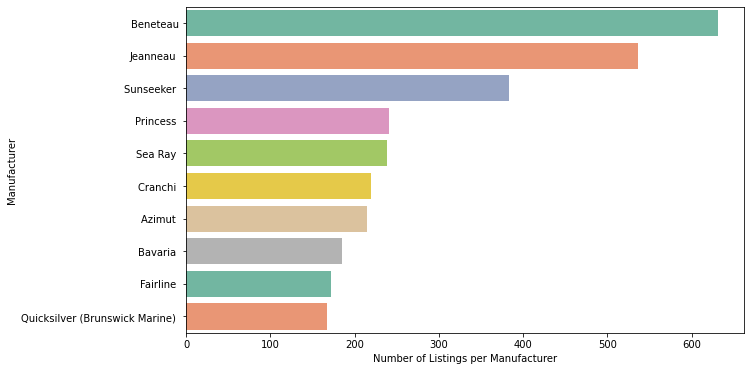 Beneteau
Jeanneau
Sunseeker
Princess
Sea Ray
Cranchi
Azimut
Bavaria
Fairline
Quicksilver (Brunswick Marine)
Manufacturer
0 100 200 300 400 500 600
Number of Listings per Manufacturer